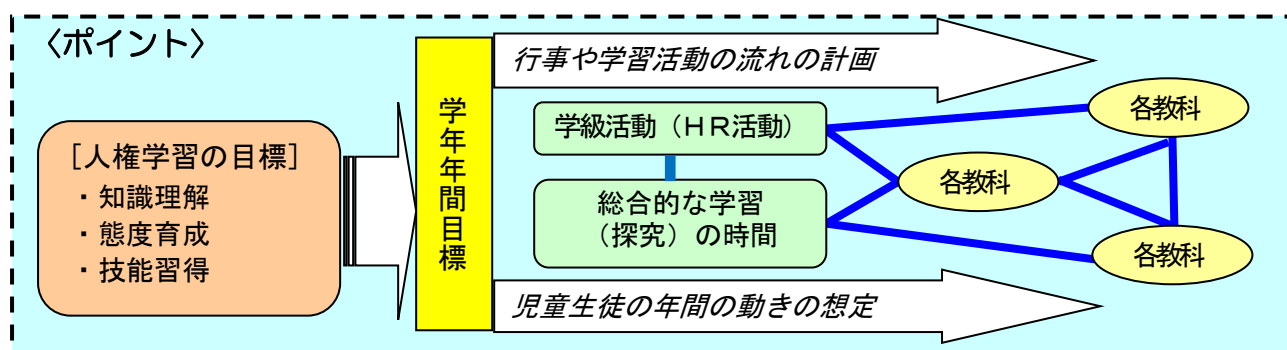 〈ポイント〉
［人権学習の目標］
・知識理解
・態度育成
・技能習得
学年年間目標
行事や学習活動の流れの計画
学級活動（ＨＲ活動）
総合的な学習
（探究）の時間
各教科
各教科
各教科
児童生徒の年間の動きの想定